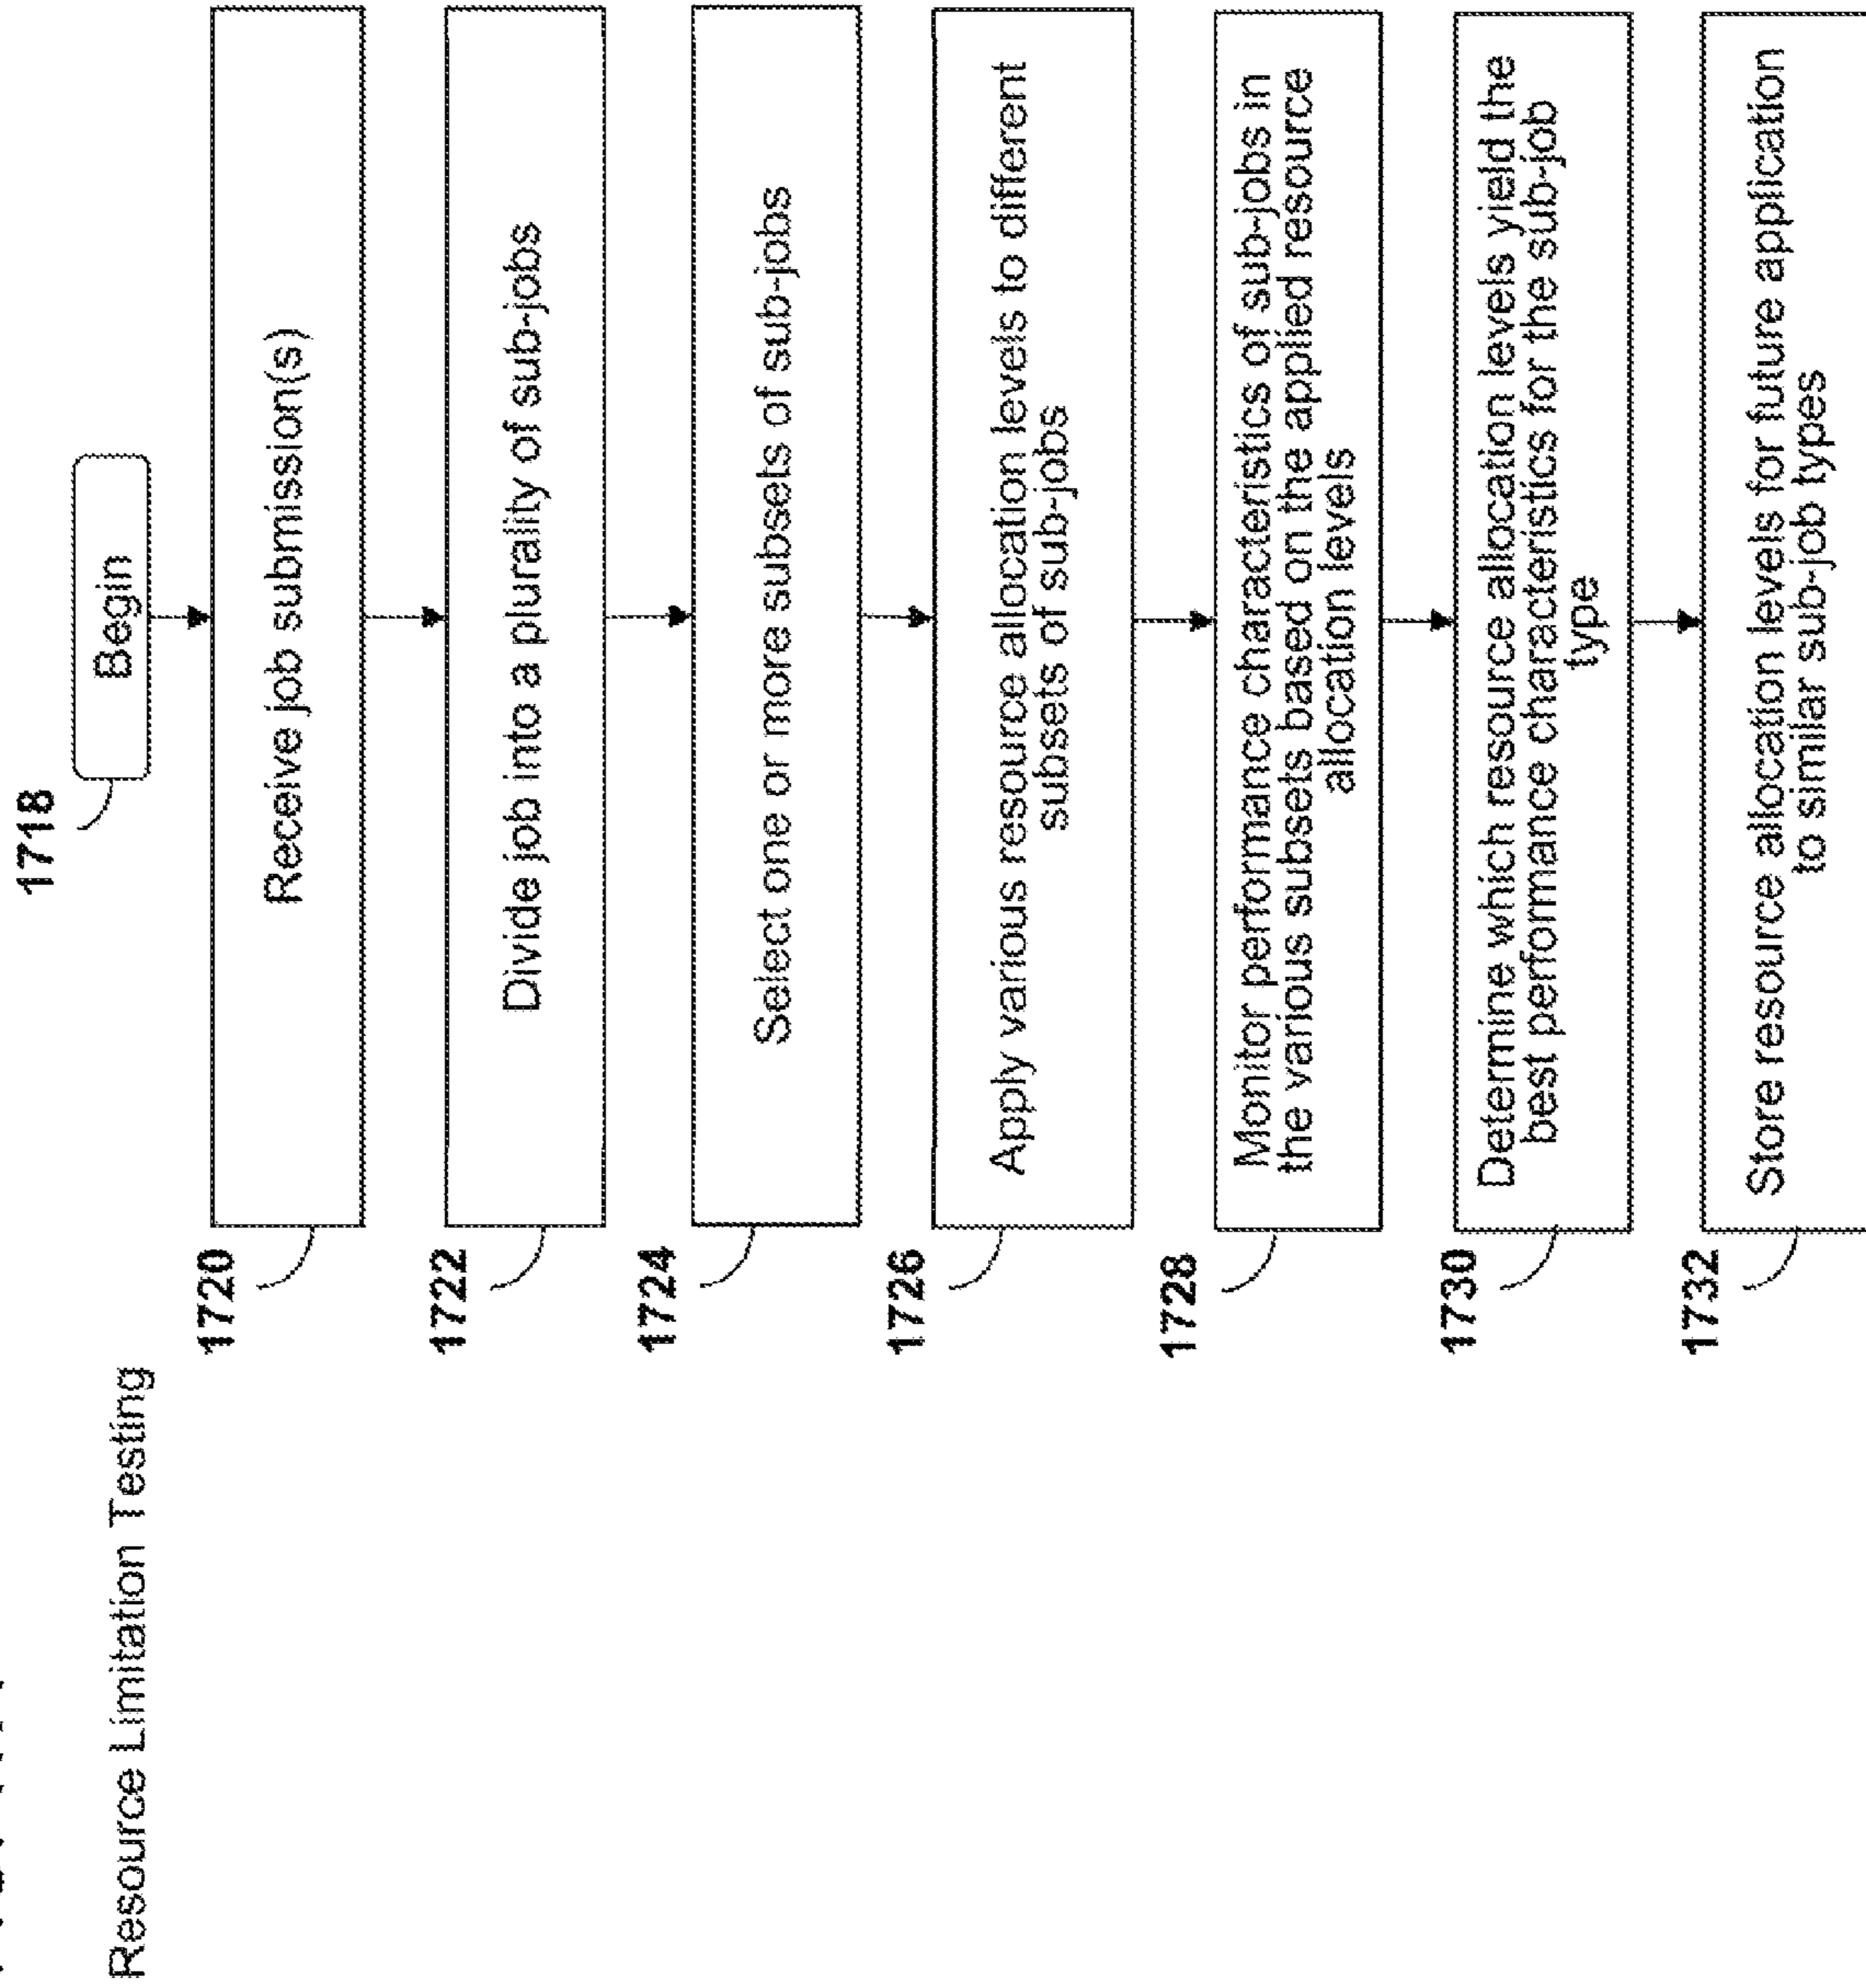 Resource Limitation Testing
1718
Begin
1720
Receive job submission(s)
1722
Divide job into a plurality of sub-jobs
1724
Select one or more subsets of sub-jobs
1726
Apply various resource allocation levels to different
subsets of sub-jobs
1728
Monitor performance characteristics of sub-jobs in
the various subsets based on the applied resource
allocation levels
1730
Determine which resource allocation levels yield the
best performance characteristics for the sub-job
type
1732
Store resource allocation levels for future application
to similar sub-job types